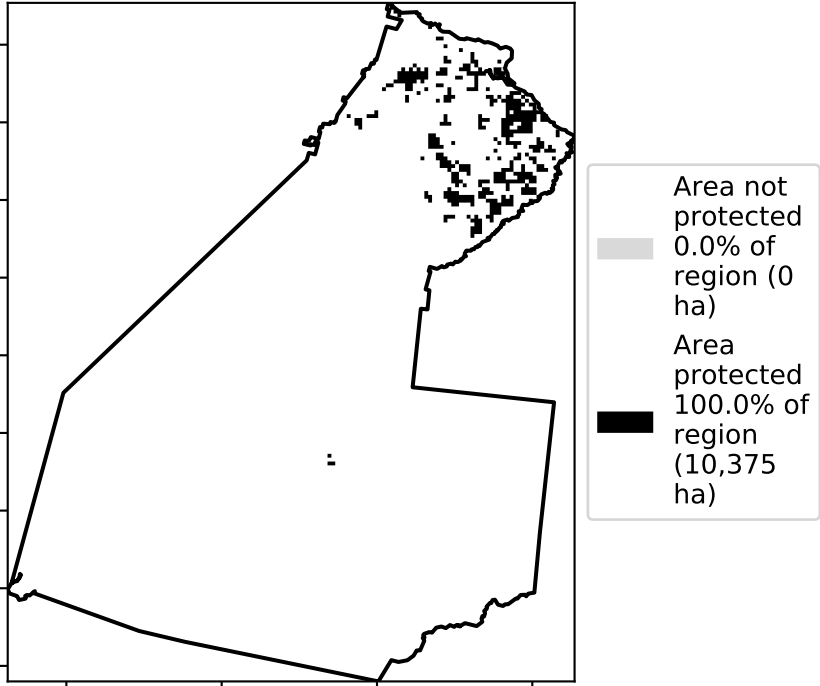 Area not
protected
0.0% of
region (0
ha)
Area
protected
100.0% of
region
(10,375
ha)